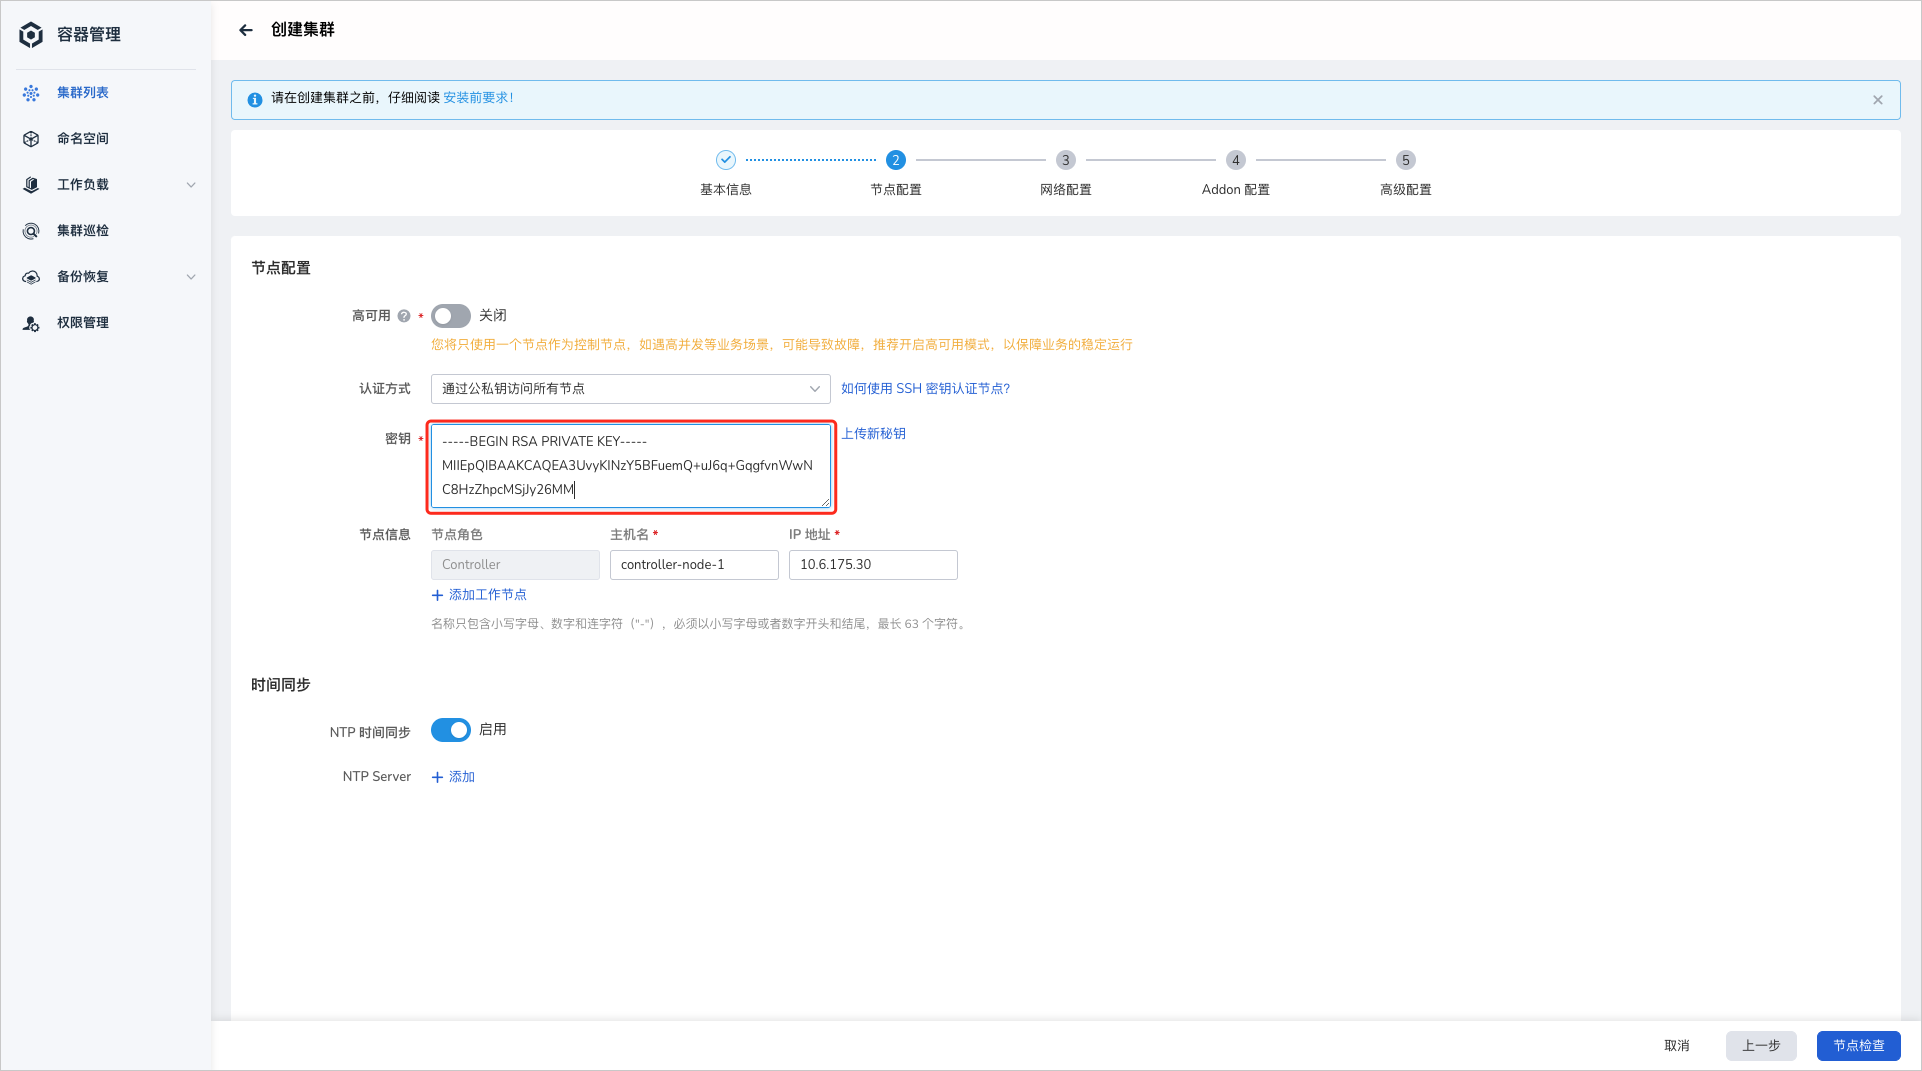 容器管理
集群列表
命名空间
工作负载
集群巡检
备份恢复
权限管理
创建集群
请在创建集群之前，仔细阅读 安装前要求！
2 3 4 5
基本信息 节点配置 网络配置 Addon 配置 高级配置
节点配置
高可用 ? * 关闭
您将只使用一个节点作为控制节点，如遇高并发等业务场景，可能导致故障，推荐开启高可用模式，以保障业务的稳定运行
认证方式 通过公私钥访问所有节点 如何使用 SSH 密钥认证节点?
密钥 * -----BEGIN RSA PRIVATE KEY----- 上传新秘钥
MIIEpQIBAAKCAQEA3UvyKINzY5BFuemQ+uJ6q+GqgfvnWwN
C8HzZhpcMSjJy26MM
节点信息 节点角色 主机名 * IP 地址 *
Controller controller-node-1 10.6.175.30
+ 添加工作节点
名称只包含小写字母、数字和连字符（"-"），必须以小写字母或者数字开头和结尾，最长 63 个字符。
时间同步
NTP 时间同步 启用
NTP Server + 添加
取消 上一步 节点检查